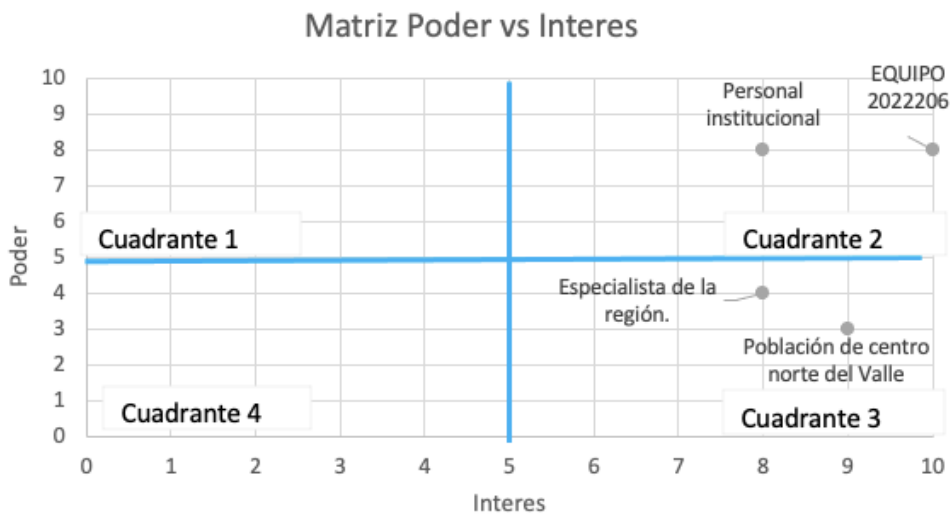 Matriz Poder vs Interes
10
9
8
7
6
5
4
3
2
1
0
Poder
EQUIPO
2022206
Personal
institucional
Cuadrante 1
Cuadrante 2
Especialista de la
región.
Población de centro
norte del Valle
Cuadrante 4
Cuadrante 3
0 1 2 3 4 5 6 7 8 9 10
Interes